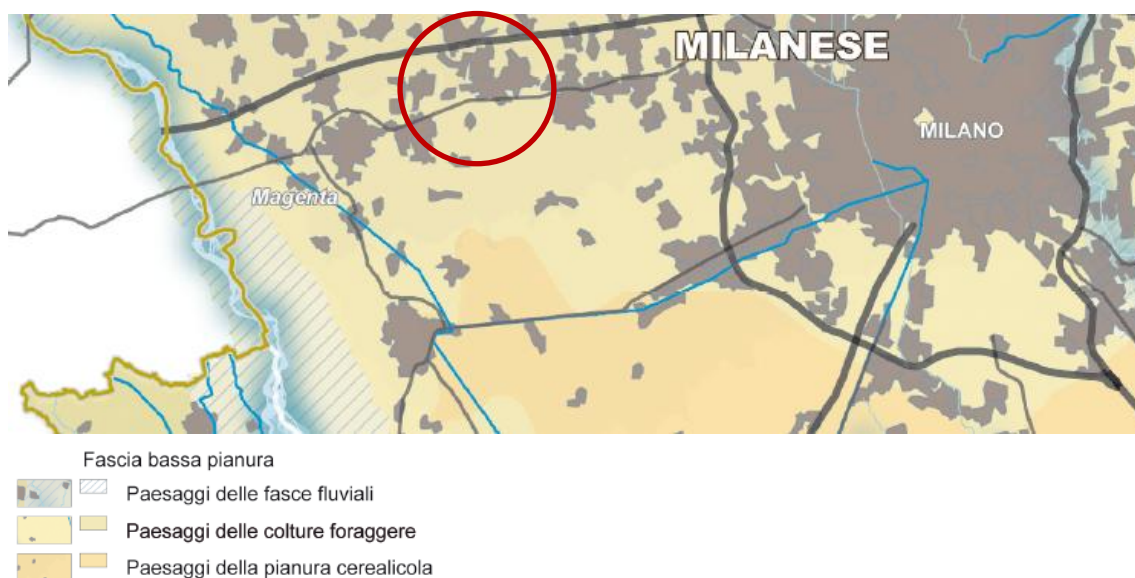 MILANESE
MILANO
Magenta
Fascia bassa pianura
Paesaggi delle fasce fluviali
Paesaggi delle colture foraggere
Paesaggi della pianura cerealicola